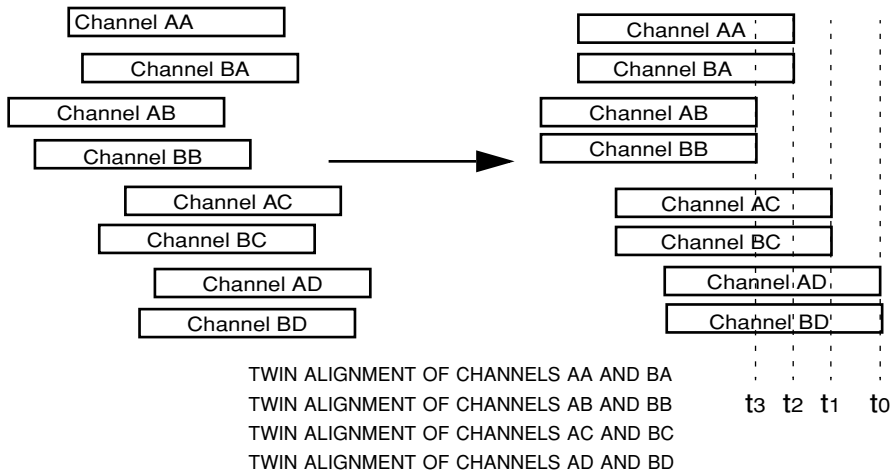 Channel AA
Channel BA
Channel AB
Channel BB
Channel AC
Channel BC
Channel AD
Channel BD
Channel AA
Channel BA
Channel AB
Channel BB
Channel AC
Channel BC
Channel AD
Channel BD
t3 t2 t1 t0
TWIN ALIGNMENT OF CHANNELS AA AND BA
TWIN ALIGNMENT OF CHANNELS AB AND BB
TWIN ALIGNMENT OF CHANNELS AC AND BC
TWIN ALIGNMENT OF CHANNELS AD AND BD